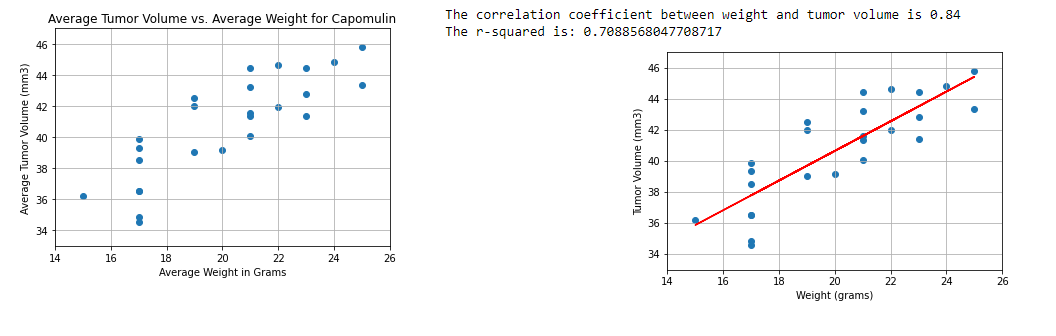 Average Tumor Volume vs. Average Weight for Capomulin
46
44
42
40
38
36
34
14 16 18 20 22 24 26
Average Tumor Volume (mm3)
Average Weight in Grams
The correlation coefficient between weight and tumor volume is 0.84
The r-squared is: 0.7088568047708717
46
44
42
40
38
36
34
14 16 18 20 22 24 26
Tumor Volume (mm3)
Weight (grams)